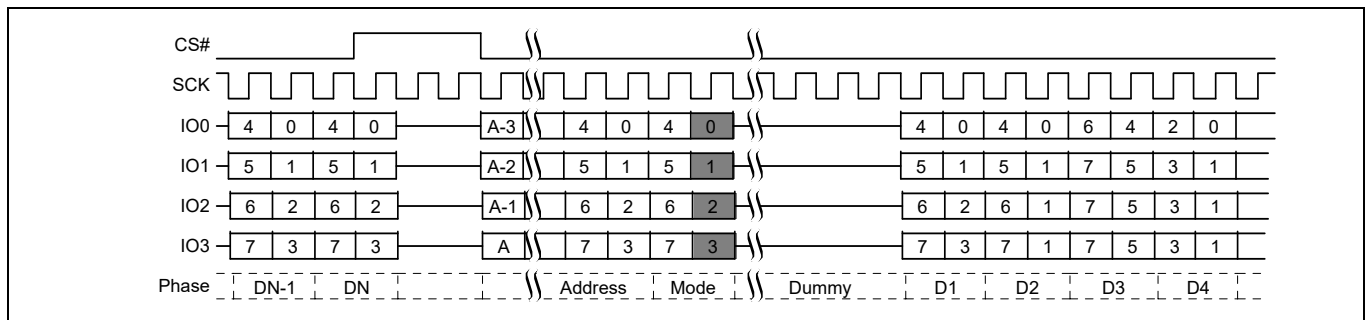 CS#
SCK
IO0 4 0 4 0 A-3 4 0 4 0 4 0 4 0 6 4 2 0
IO1 5 1 5 1 A-2 5 1 5 1 5 1 5 1 7 5 3 1
IO2 6 2 6 2 A-1 6 2 6 2 6 2 6 1 7 5 3 1
IO3 7 3 7 3 A 7 3 7 3 7 3 7 1 7 5 3 1
Phase DN-1 DN Address Mode Dummy D1 D2 D3 D4